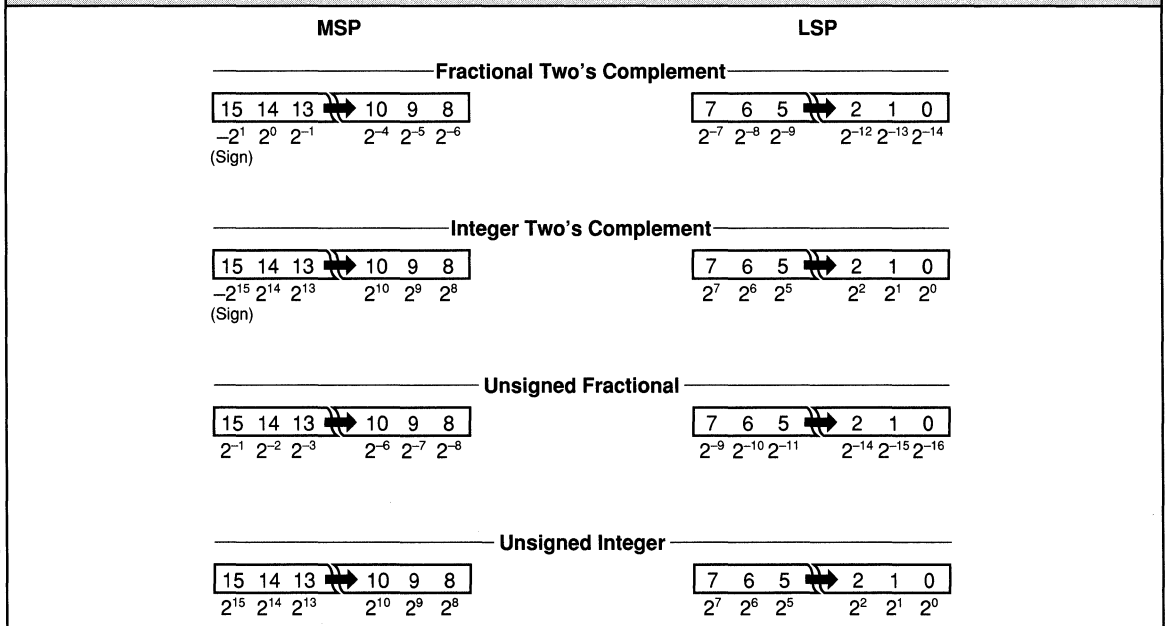 MSP LSP
Fractional Two's Complement
15 14 13 10 9 8 7 6 5 2 1 0
–2¹ 2⁰ 2⁻¹ 2⁻⁴ 2⁻⁵ 2⁻⁶ 2⁻⁷ 2⁻⁸ 2⁻⁹ 2⁻¹² 2⁻¹³ 2⁻¹⁴
(Sign)
Integer Two's Complement
15 14 13 10 9 8 7 6 5 2 1 0
–2¹⁵ 2¹⁴ 2¹³ 2¹⁰ 2⁹ 2⁸ 2⁷ 2⁶ 2⁵ 2² 2¹ 2⁰
(Sign)
Unsigned Fractional
15 14 13 10 9 8 7 6 5 2 1 0
2⁻¹ 2⁻² 2⁻³ 2⁻⁶ 2⁻⁷ 2⁻⁸ 2⁻⁹ 2⁻¹⁰ 2⁻¹¹ 2⁻¹⁴ 2⁻¹⁵ 2⁻¹⁶
Unsigned Integer
15 14 13 10 9 8 7 6 5 2 1 0
2¹⁵ 2¹⁴ 2¹³ 2¹⁰ 2⁹ 2⁸ 2⁷ 2⁶ 2⁵ 2² 2¹ 2⁰